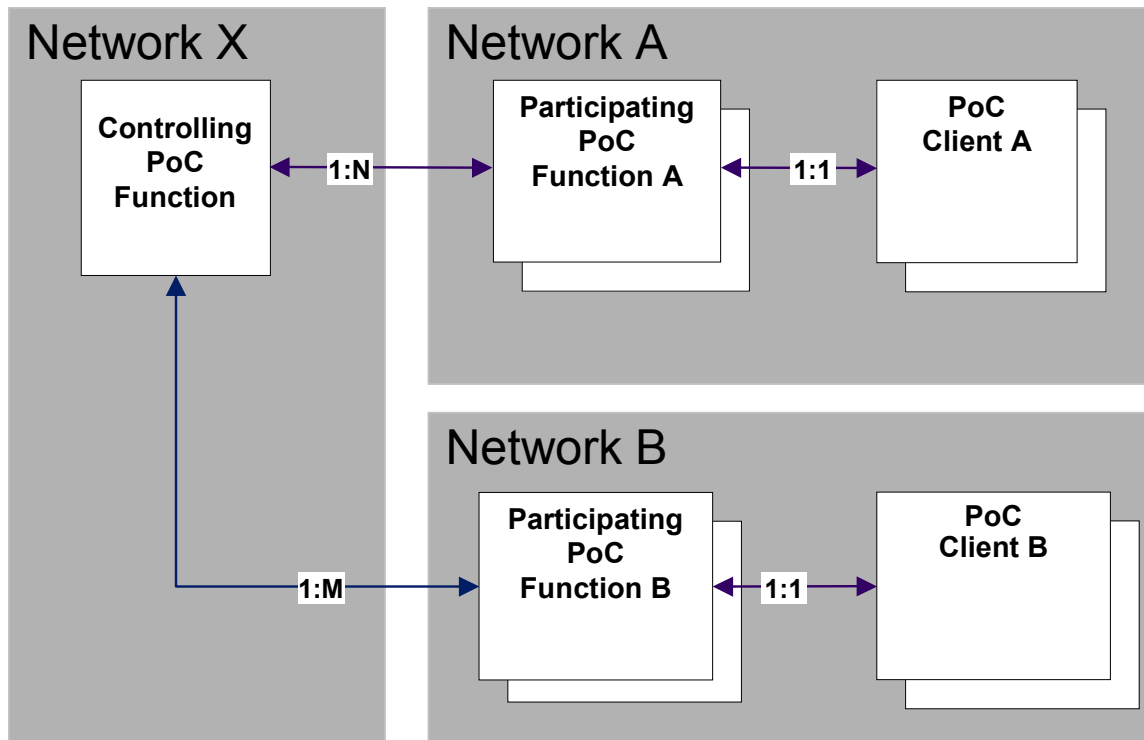 Network X
Controlling
PoC
Function
1:N
1:M
Network A
Participating
PoC
Function A
1:1
PoC
Client A
Network B
Participating
PoC
Function B
1:1
PoC
Client B